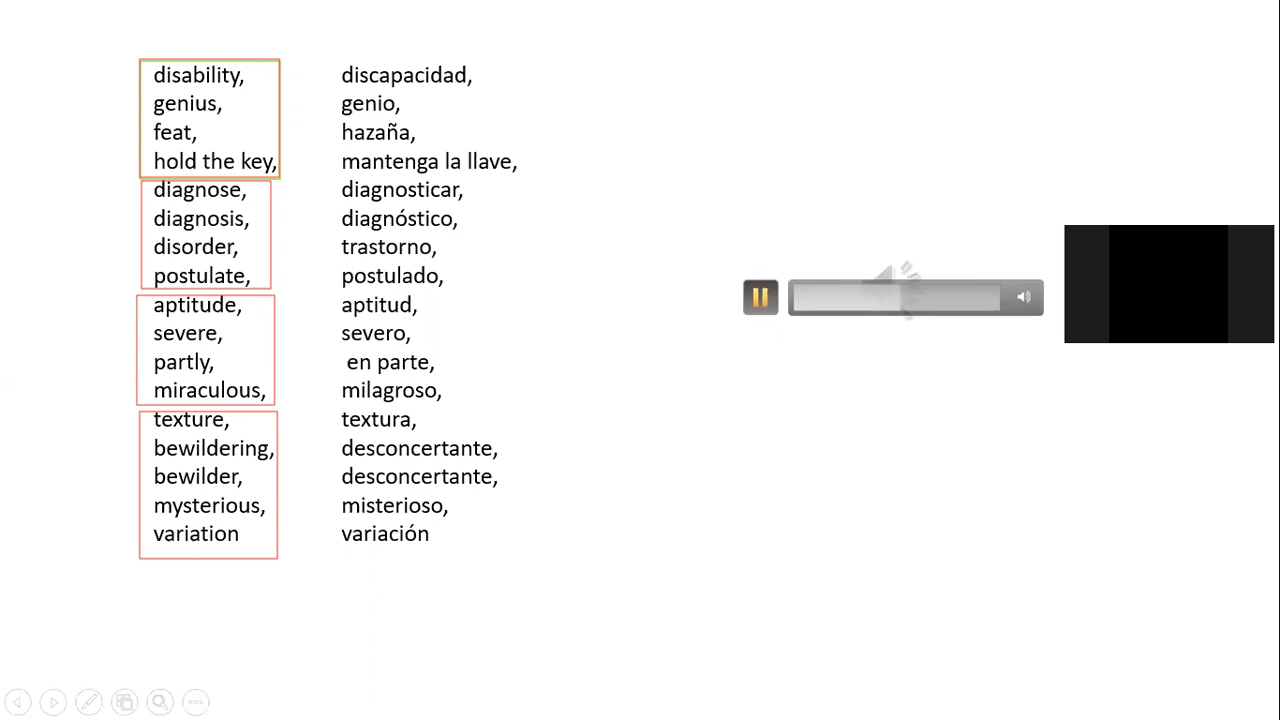 disability,
genius,
feat,
hold the key,
diagnose,
diagnosis,
disorder,
postulate,
aptitude,
severe,
partly,
miraculous,
texture,
bewildering,
bewilder,
mysterious,
variation
discapacidad,
genio,
hazaña,
mantenga la llave,
diagnosticar,
diagnóstico,
trastorno,
postulado,
aptitud,
severo,
en parte,
milagroso,
textura,
desconcertante,
desconcertante,
misterioso,
variación